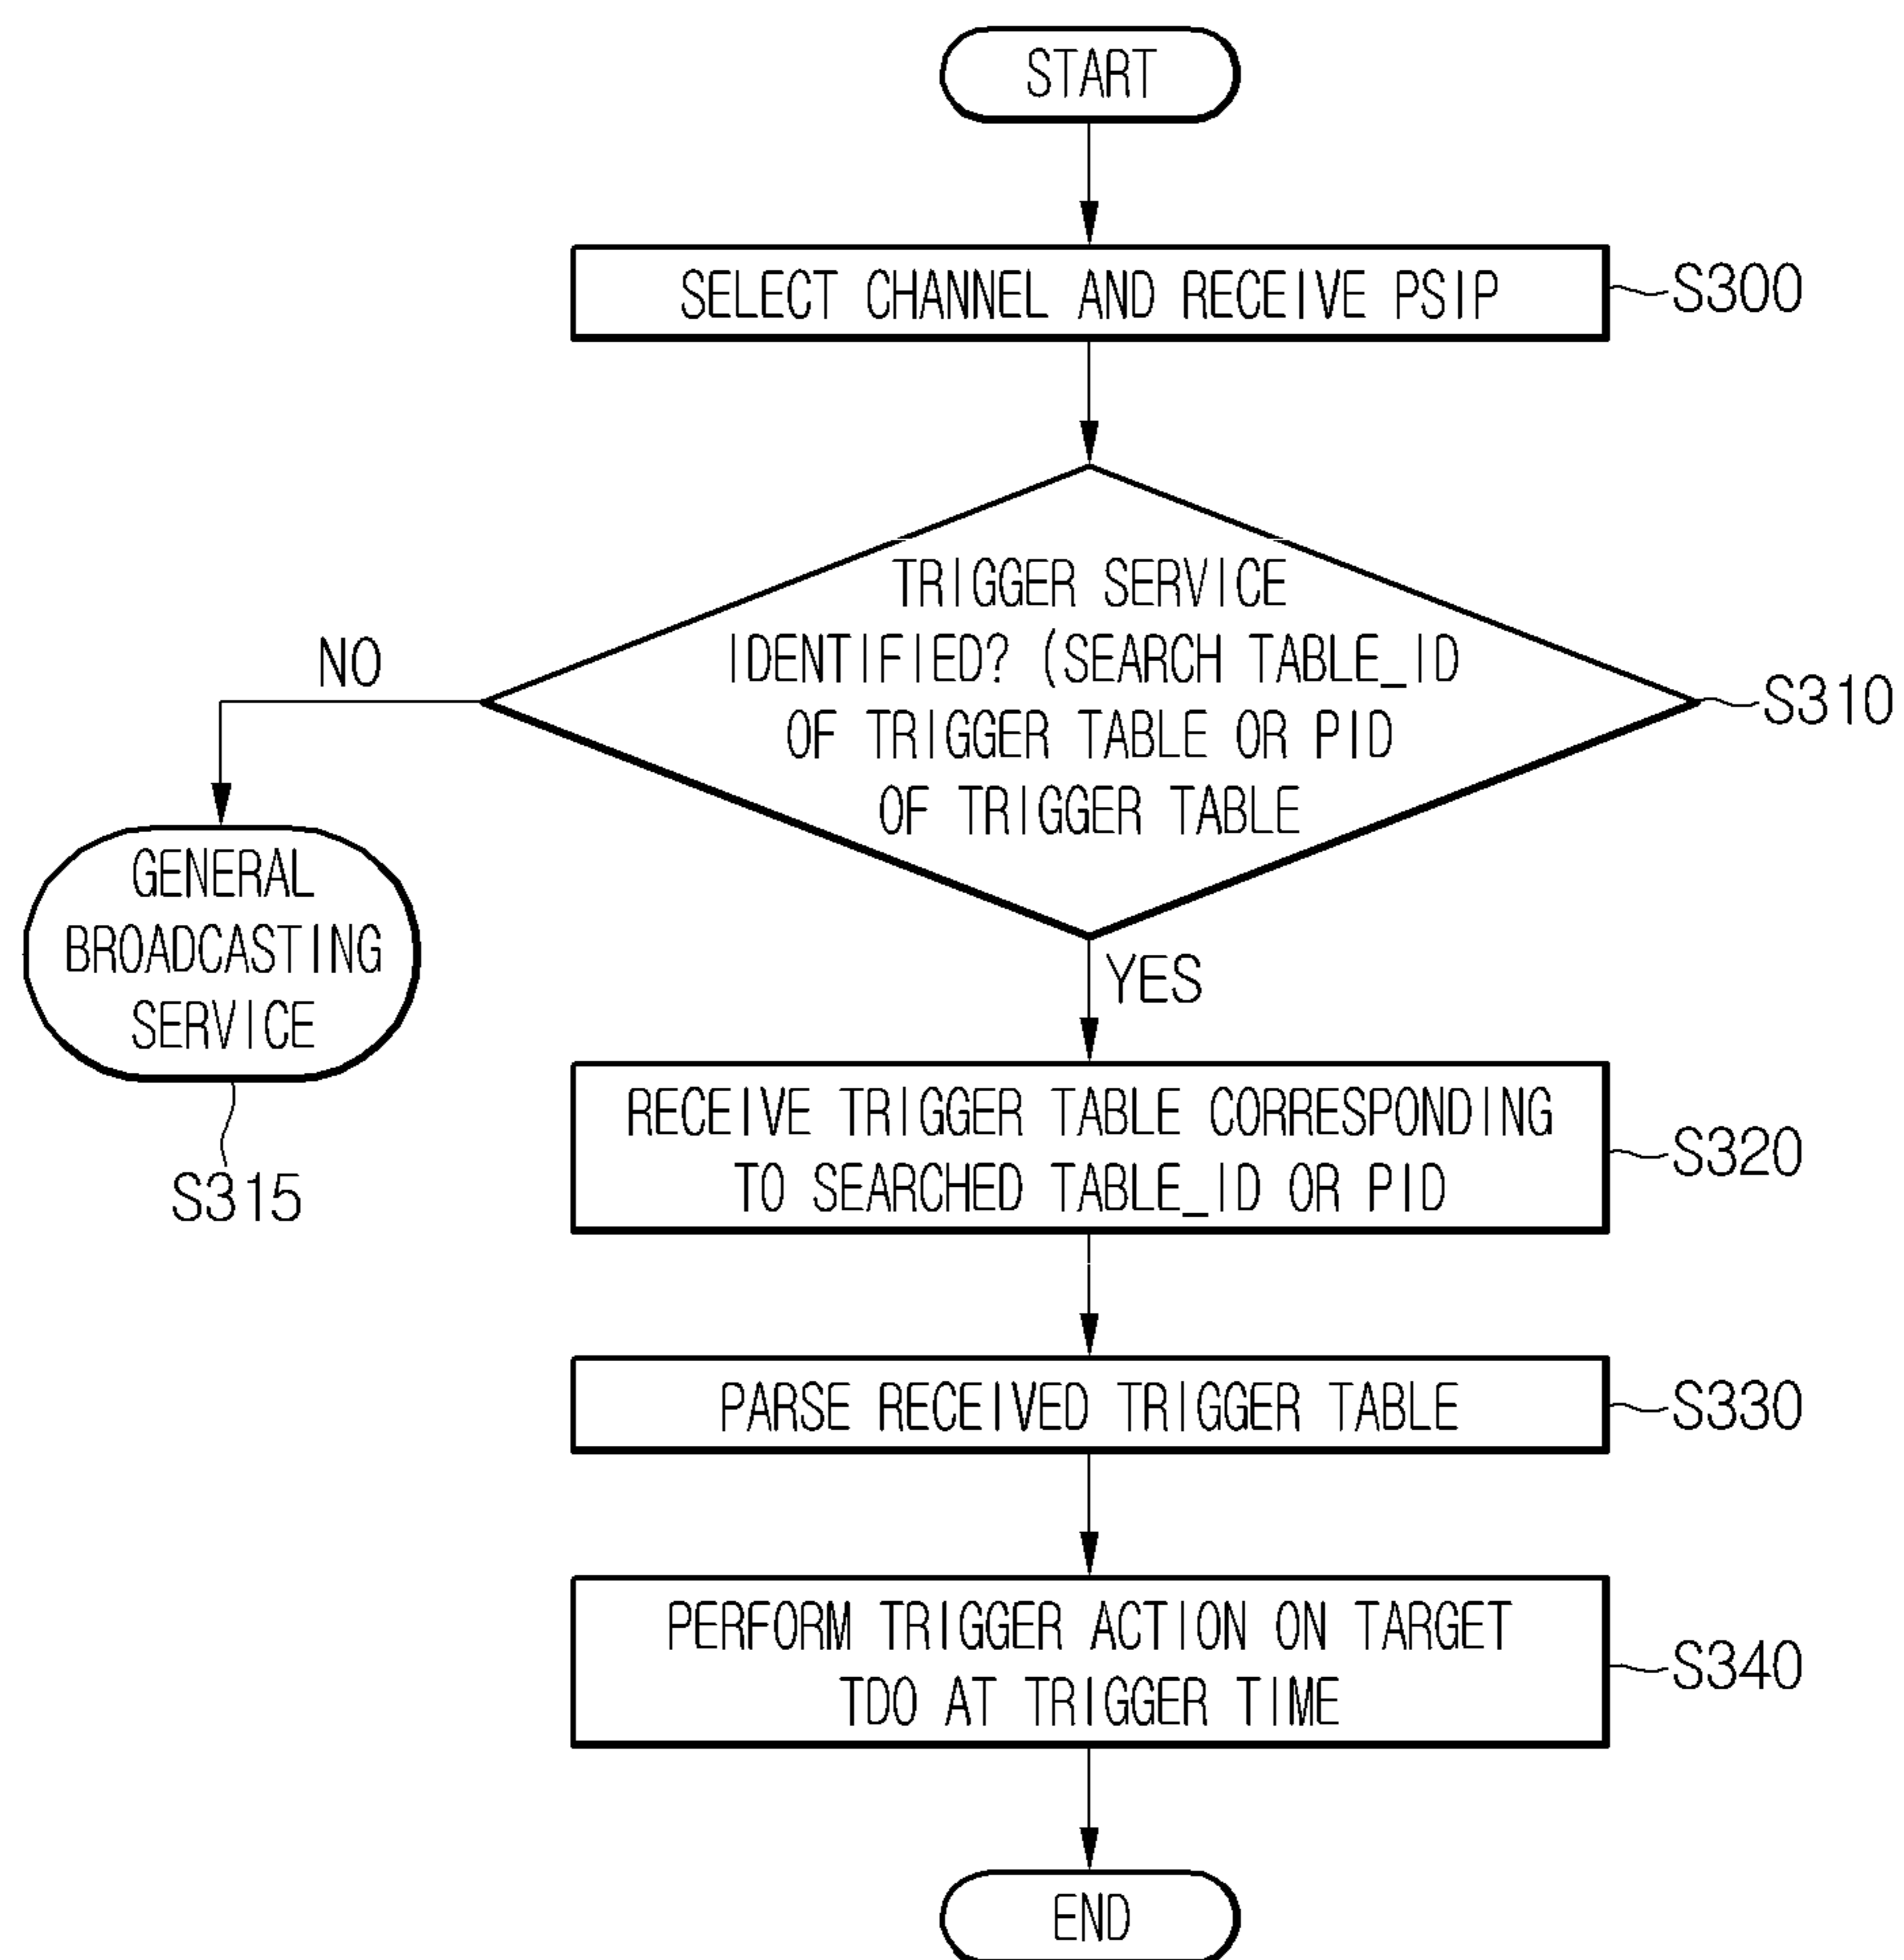 START
SELECT CHANNEL AND RECEIVE PSIP
S300
TRIGGER SERVICE
IDENTIFIED? (SEARCH TABLE_ID
OF TRIGGER TABLE OR PID
OF TRIGGER TABLE
S310
NO
GENERAL
BROADCASTING
SERVICE
S315
YES
RECEIVE TRIGGER TABLE CORRESPONDING
TO SEARCHED TABLE_ID OR PID
S320
PARSE RECEIVED TRIGGER TABLE
S330
PERFORM TRIGGER ACTION ON TARGET
TDO AT TRIGGER TIME
S340
END